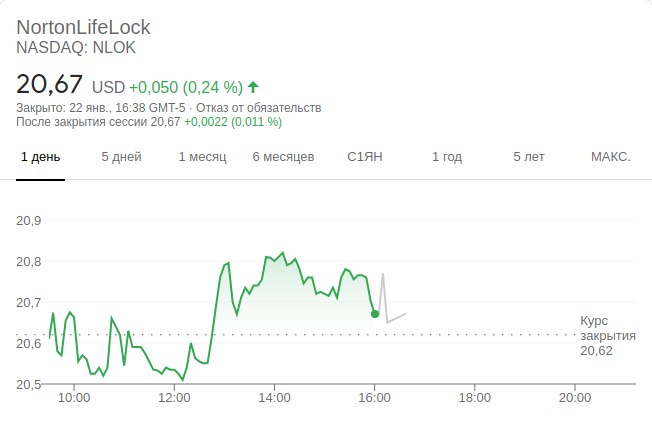 NortonLifeLock
NASDAQ: NLOK
20,67 USD +0,050 (0,24 %)
Закрыто: 22 янв., 16:38 GMT-5 · Отказ от обязательств
После закрытия сессии 20,67 +0,0022 (0,011 %)
1 день 5 дней 1 месяц 6 месяцев С1ЯН 1 год 5 лет МАКС.
20,9
20,8
20,7
20,6
20,5
Курс
закрытия
20,62
10:00 12:00 14:00 16:00 18:00 20:00